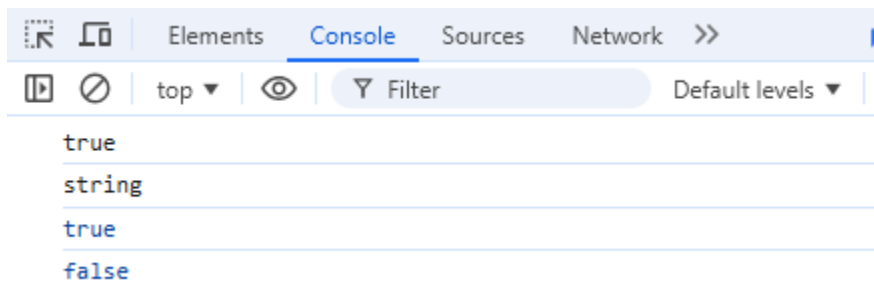 Elements Console Sources Network
top Filter Default levels
true
string
true
false